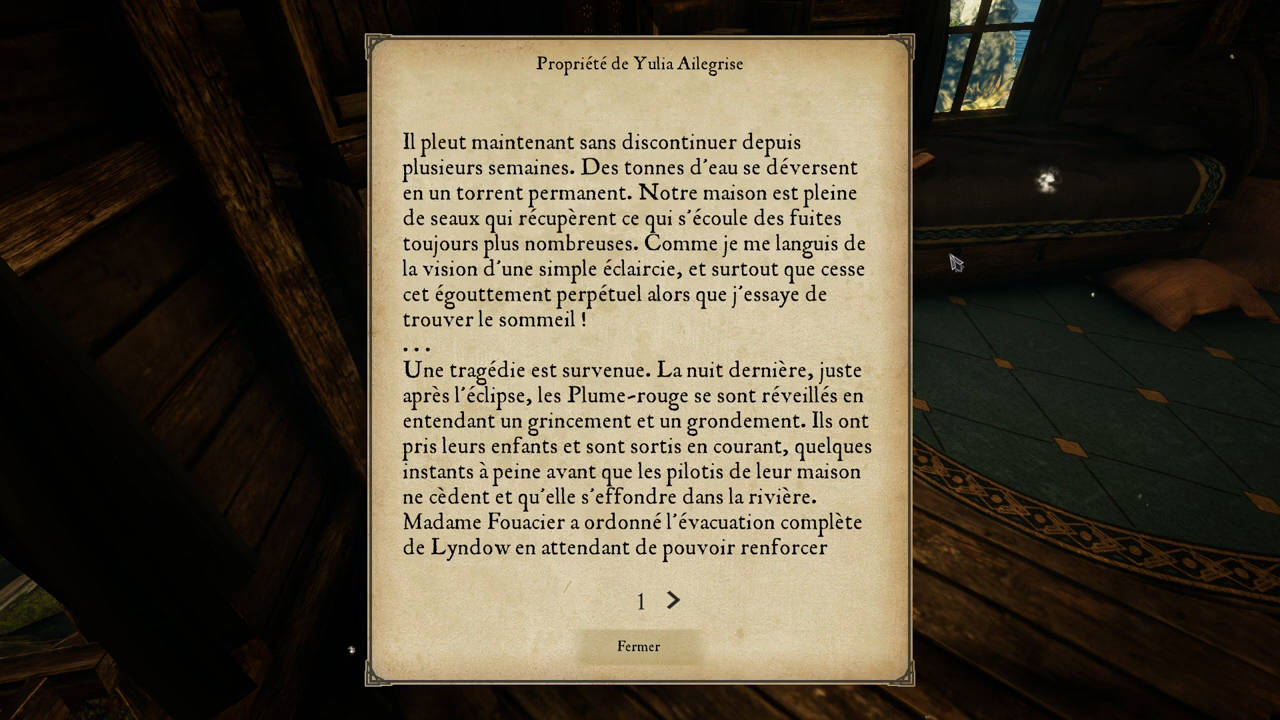 Propriété de Yulia Ailegrise
Il pleut maintenant sans discontinuer depuis
plusieurs semaines. Des tonnes d'eau se déversent
en un torrent permanent. Notre maison est pleine
de seaux qui récupèrent ce qui s'écoule des fuites
toujours plus nombreuses. Comme je me languis de
la vision d'une simple éclaircie, et surtout que cesse
cet égouttement perpétuel alors que j'essaye de
trouver le sommeil !
...
Une tragédie est survenue. La nuit dernière, juste
après l'éclipse, les Plume-rouge se sont réveillés en
entendant un grincement et un grondement. Ils ont
pris leurs enfants et sont sortis en courant, quelques
instants à peine avant que les pilotis de leur maison
ne cèdent et qu'elle s'effondre dans la rivière.
Madame Fouacier a ordonné l'évacuation complète
de Lyndow en attendant de pouvoir renforcer
1 >
Fermer